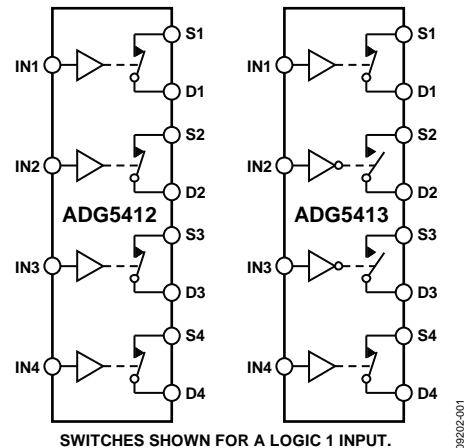 S1
IN1
D1
S2
IN2
D2
ADG5412
S3
IN3
D3
S4
IN4
D4
S1
IN1
D1
S2
IN2
D2
ADG5413
S3
IN3
D3
S4
IN4
D4
SWITCHES SHOWN FOR A LOGIC 1 INPUT.
09202-001